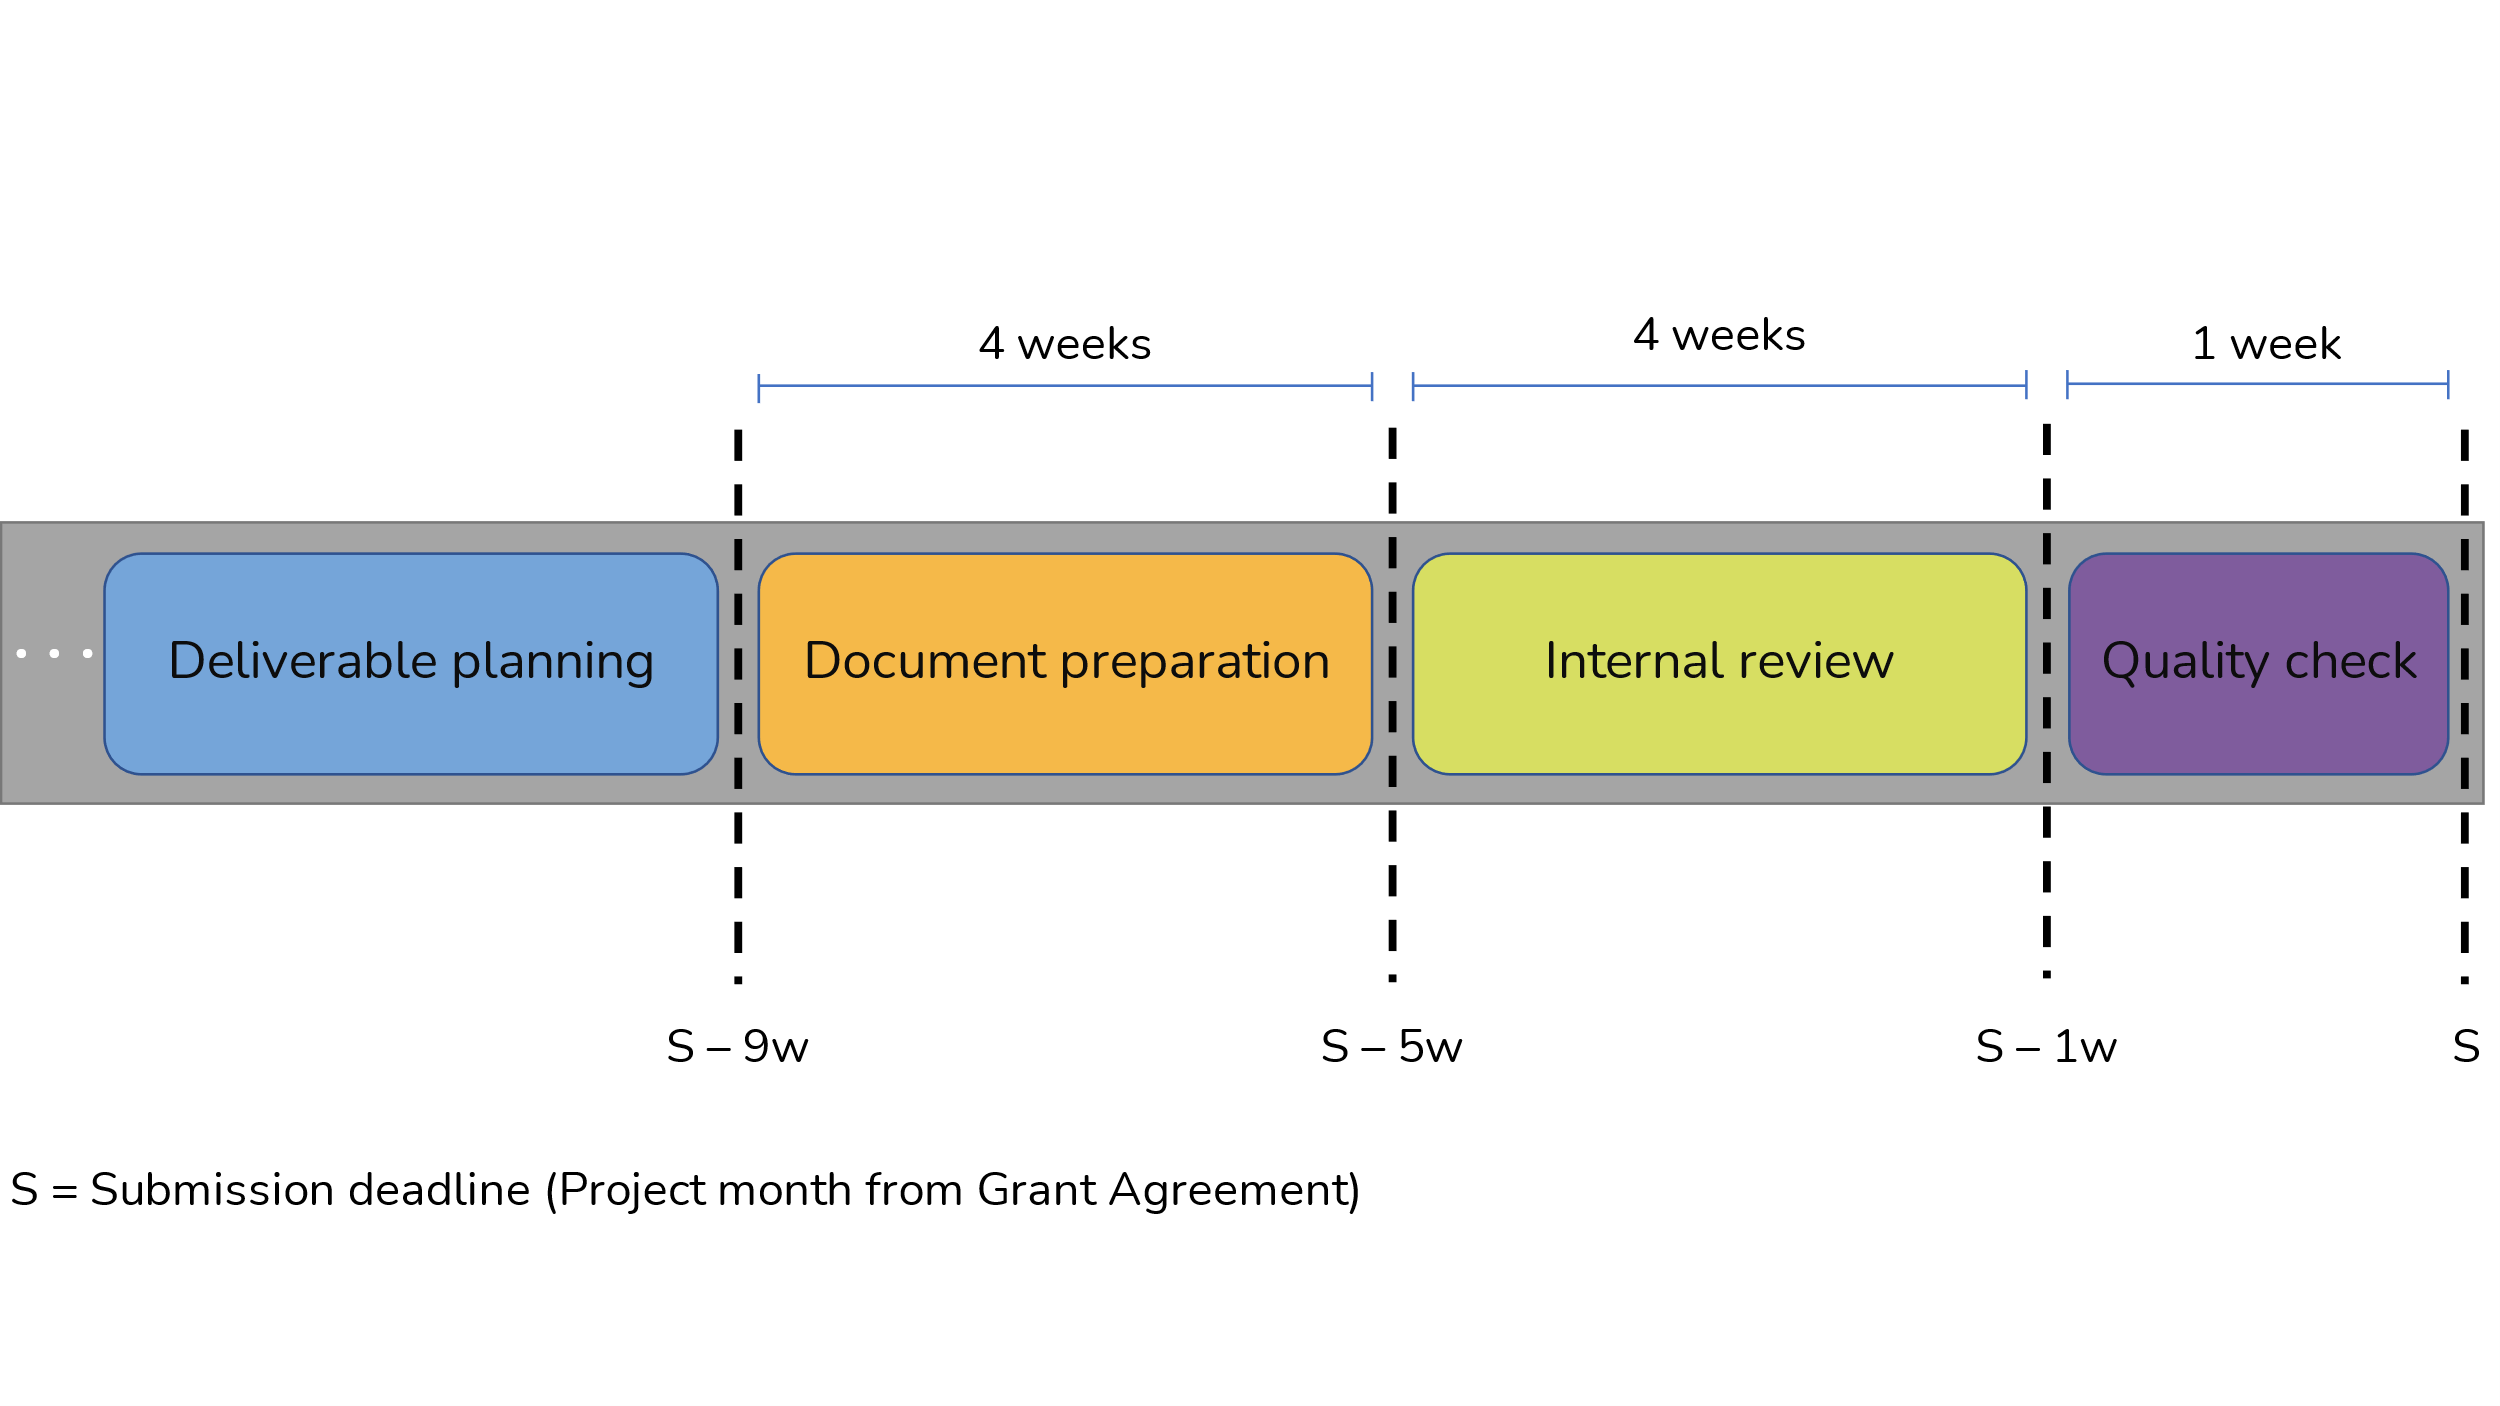 4 weeks
4 weeks
1 week
. . .
Deliverable planning
Document preparation
Internal review
Quality check
S – 9w
S – 5w
S – 1w
S
S = Submission deadline (Project month from Grant Agreement)